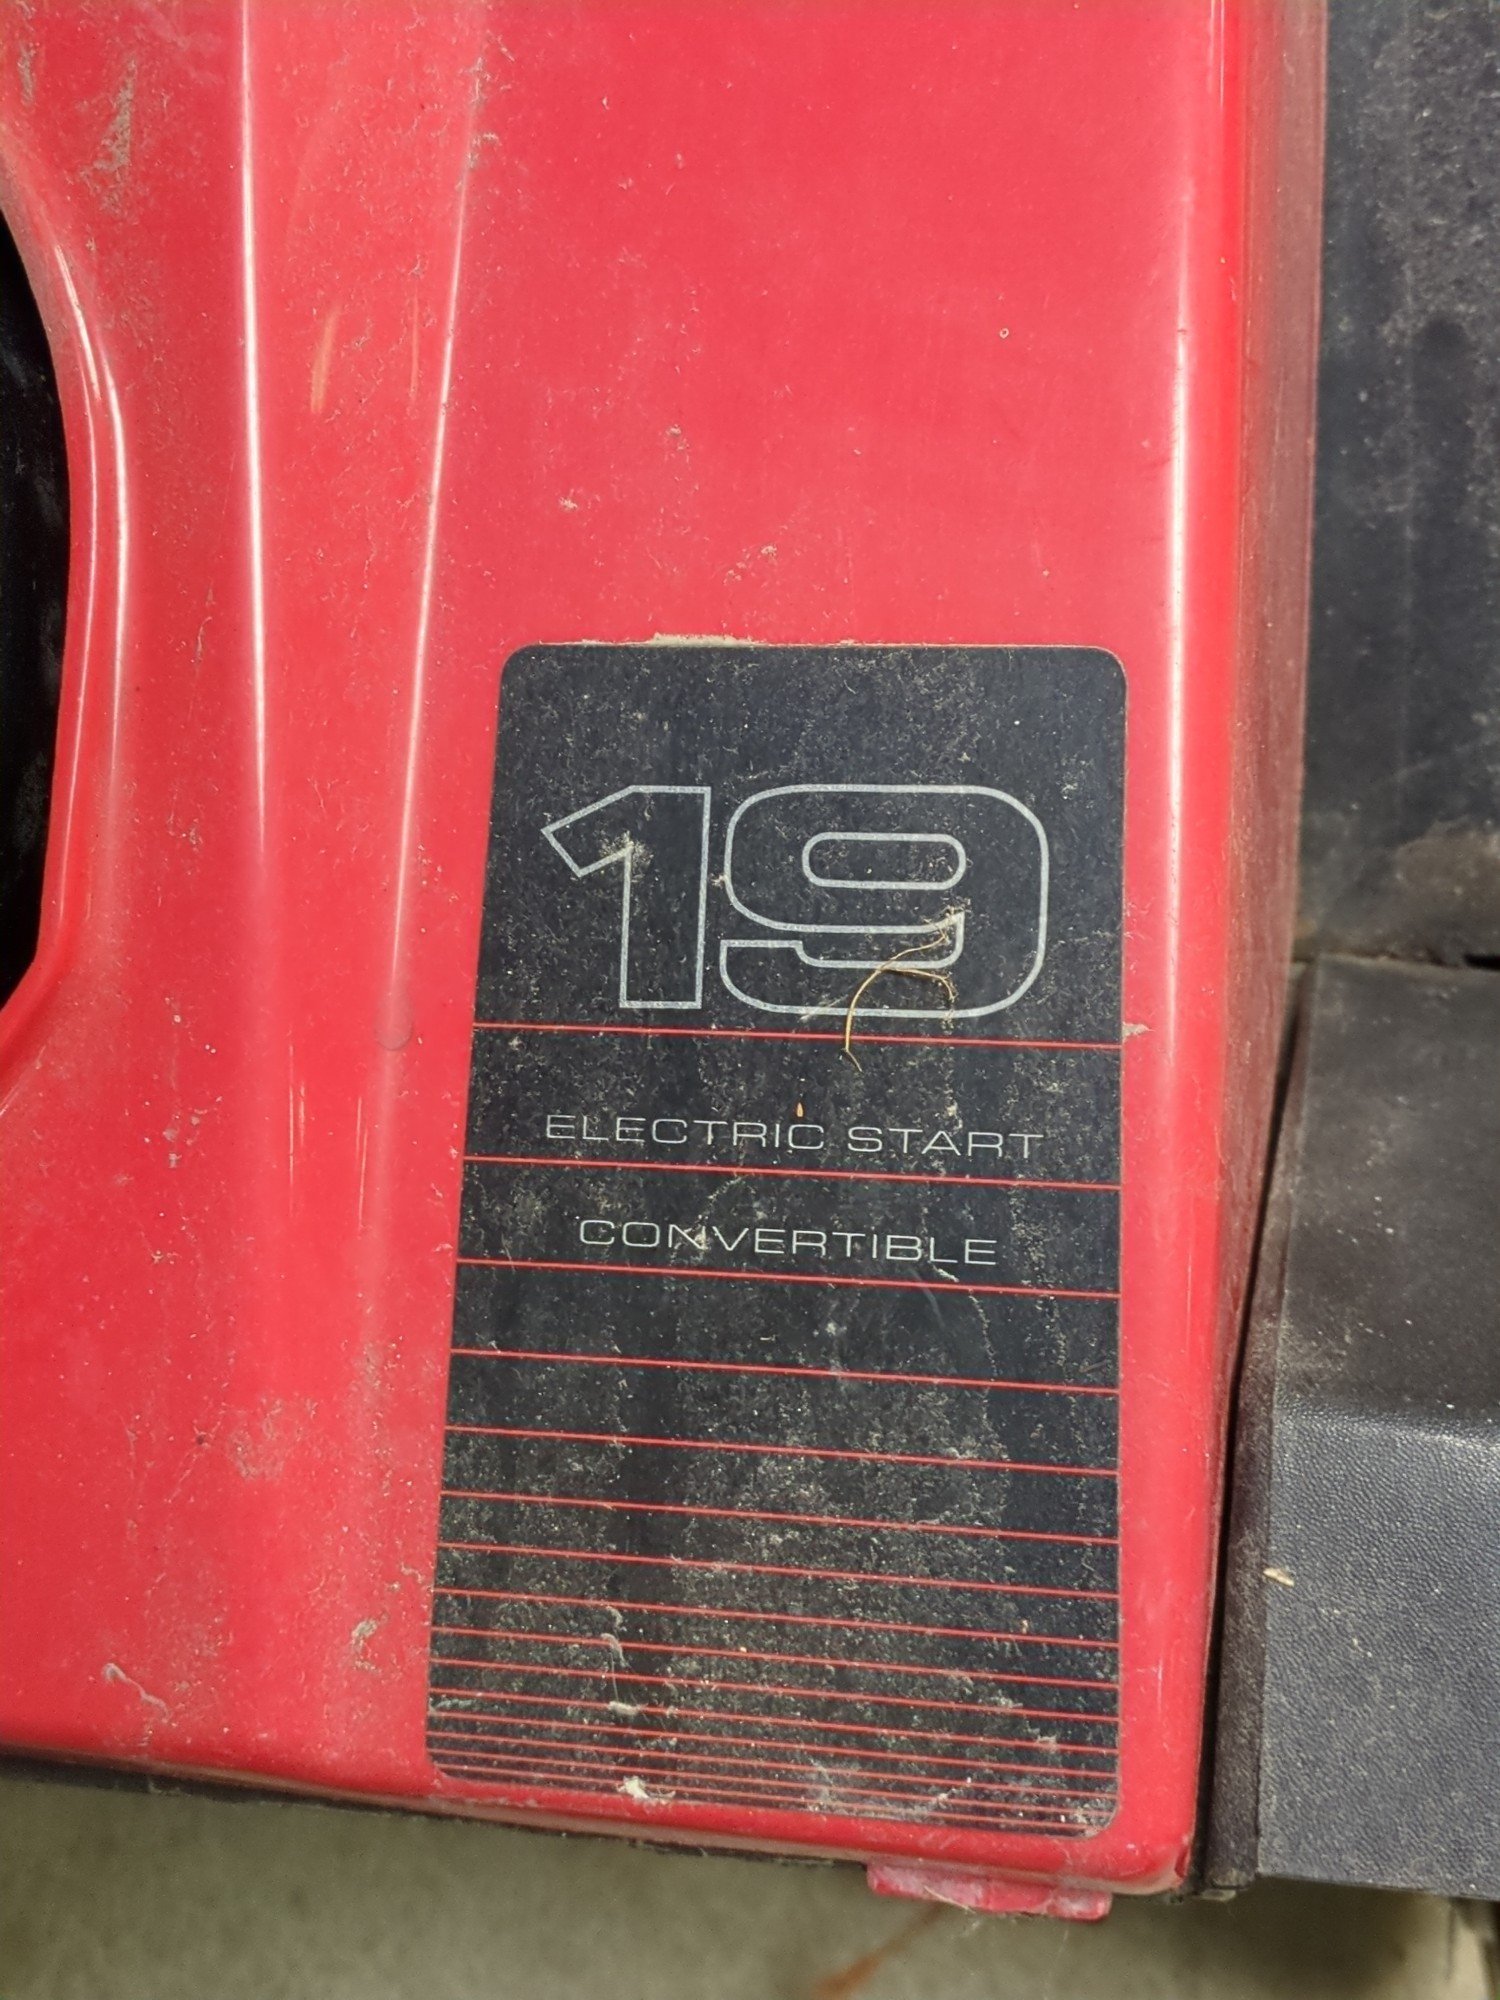 19
ELECTRIC START
CONVERTIBLE